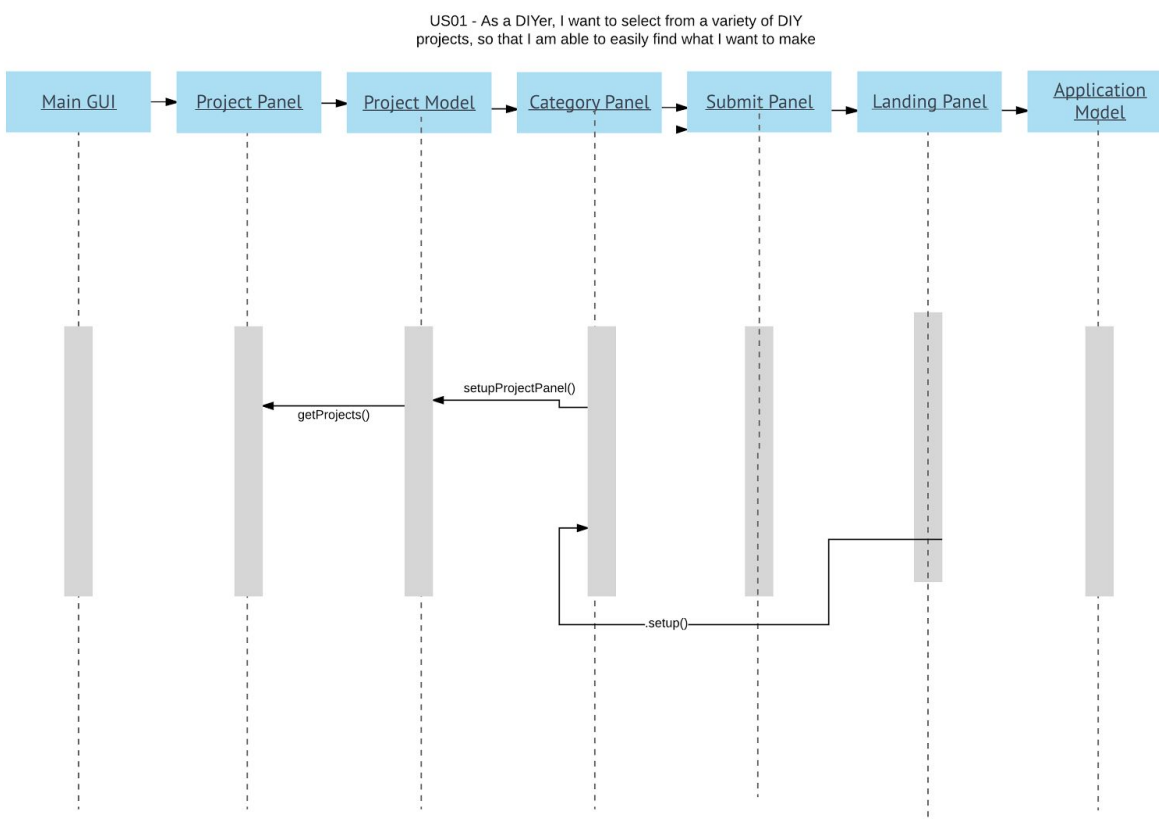 US01 - As a DIYer, I want to select from a variety of DIY
projects, so that I am able to easily find what I want to make
Main GUI
Project Panel
Project Model
Category Panel
Submit Panel
Landing Panel
Application
Model
setupProjectPanel()
getProjects()
.setup()